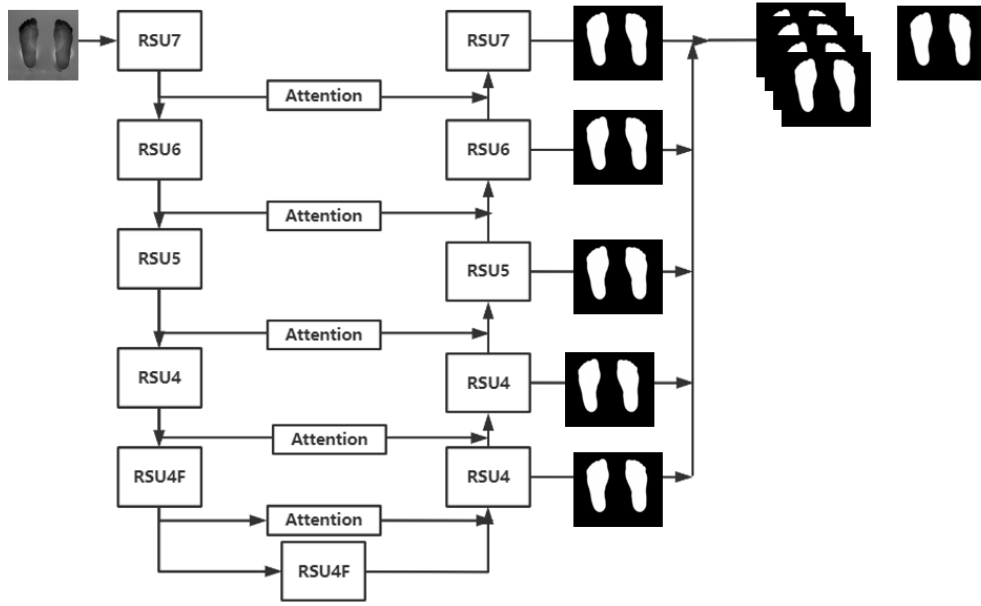 RSU7
RSU7
Attention
RSU6
RSU6
Attention
RSU5
RSU5
Attention
RSU4
RSU4
Attention
RSU4F
RSU4
Attention
RSU4F